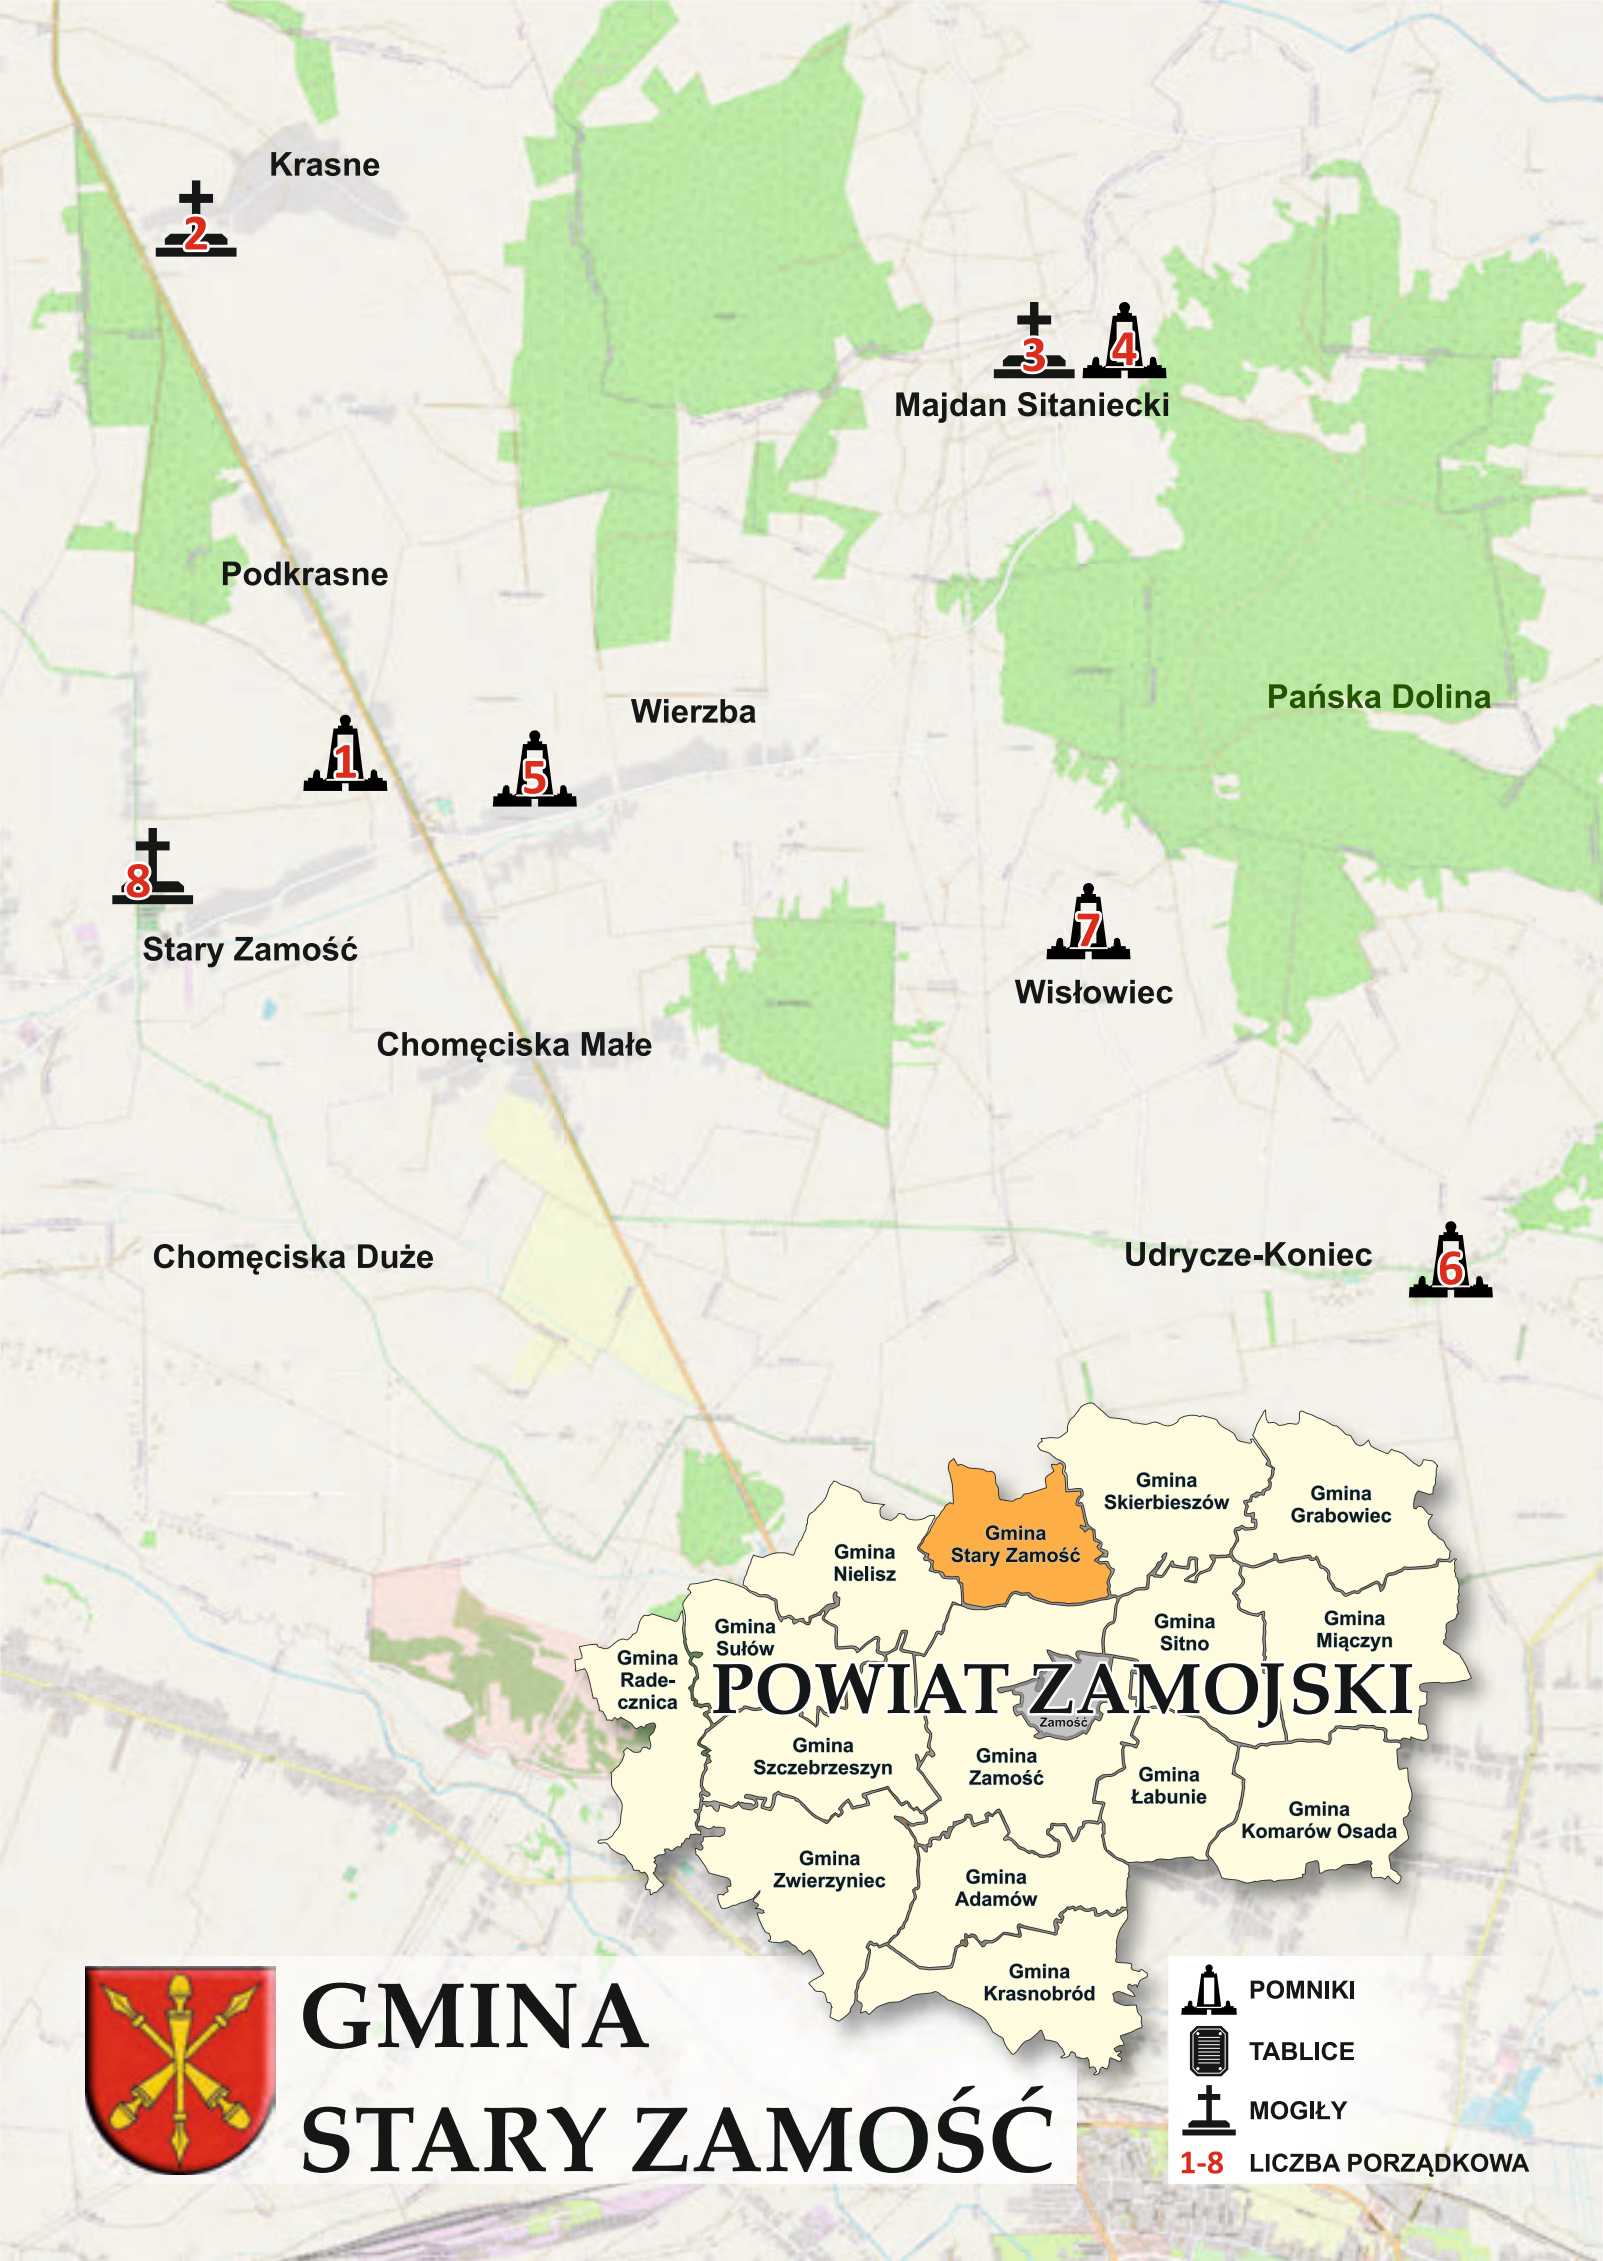 Krasne
2
3
4
Majdan Sitaniecki
Podkrasne
Pańska Dolina
Wierzba
1
5
8
7
Stary Zamość
Wisłowiec
Chomęciska Małe
Udrycze-Koniec
6
Chomęciska Duże
Gmina
Skierbieszów
Gmina
Grabowiec
Gmina
Stary Zamość
Gmina
Nielisz
Gmina
Sułów
Gmina
Sitno
Gmina
Miączyn
Gmina
Rade-
cznica
POWIAT ZAMOJSKI
Zamość
Gmina
Szczebrzeszyn
Gmina
Zamość
Gmina
Łabunie
Gmina
Komarów Osada
Gmina
Zwierzyniec
Gmina
Adamów
Gmina
Krasnobród
GMINA
STARY ZAMOŚĆ
POMNIKI
TABLICE
MOGIŁY
1-8 LICZBA PORZĄDKOWA